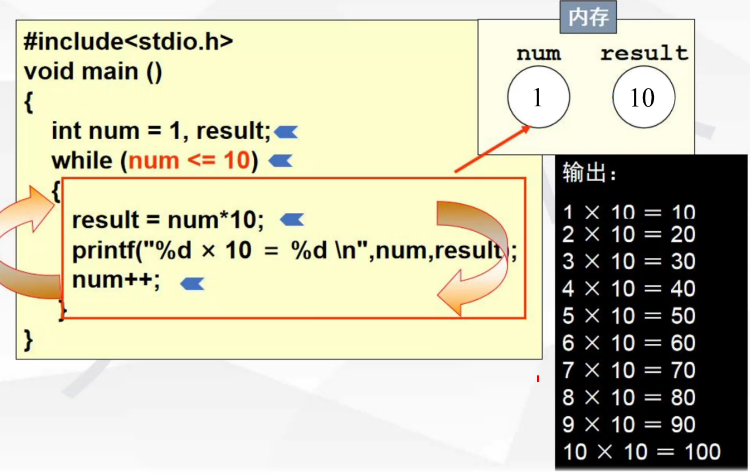 #include<stdio.h>
void main ()
{
int num = 1, result;
while (num <= 10)
{
result = num*10;
printf("%d × 10 = %d \n",num,result);
num++;
}
}
内存
num result
1 10
输出：
1 × 10 = 10
2 × 10 = 20
3 × 10 = 30
4 × 10 = 40
5 × 10 = 50
6 × 10 = 60
7 × 10 = 70
8 × 10 = 80
9 × 10 = 90
10 × 10 = 100